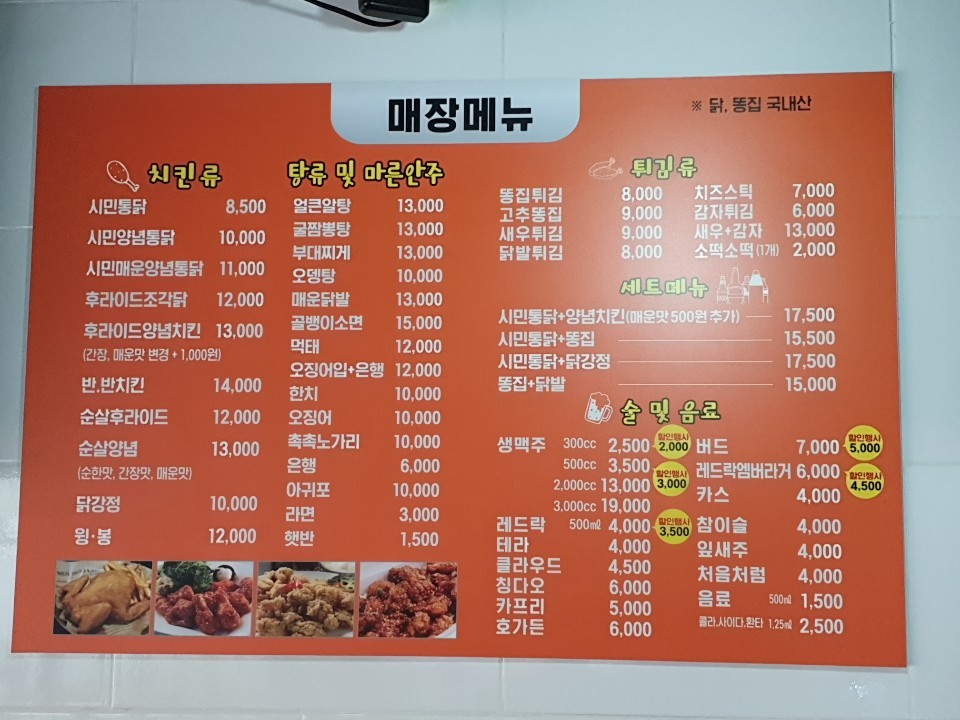 매장메뉴
※ 닭, 똥집 국내산
치킨류
시민통닭 8,500
시민양념통닭 10,000
시민매운양념통닭 11,000
후라이드조각닭 12,000
후라이드양념치킨 13,000
(간장, 매운맛 변경 + 1,000원)
반.반치킨 14,000
순살후라이드 12,000
순살양념 13,000
(순한맛, 간장맛, 매운맛)
닭강정 10,000
윙·봉 12,000
탕류 및 마른안주
얼큰알탕 13,000
굴짬뽕탕 13,000
부대찌게 13,000
오뎅탕 10,000
매운닭발 13,000
골뱅이소면 15,000
먹태 12,000
오징어입+은행 12,000
한치 10,000
오징어 10,000
촉촉노가리 10,000
은행 6,000
아귀포 10,000
라면 3,000
햇반 1,500
튀김류
똥집튀김 8,000
고추똥집 9,000
새우튀김 9,000
닭발튀김 8,000
치즈스틱 7,000
감자튀김 6,000
새우+감자 13,000
소떡소떡(1개) 2,000
세트메뉴
시민통닭+양념치킨(매운맛 500원 추가) 17,500
시민통닭+똥집 15,500
시민통닭+닭강정 17,500
똥집+닭발 15,000
술 및 음료
생맥주 300cc 2,500 할인행사 2,000
500cc 3,500 할인행사 3,000
2,000cc 13,000
3,000cc 19,000
레드락 500㎖ 4,000 할인행사 3,500
테라 4,000
클라우드 4,500
칭다오 6,000
카프리 5,000
호가든 6,000
버드 7,000 할인행사 5,000
레드락엠버라거 6,000 할인행사 4,500
카스 4,000
참이슬 4,000
잎새주 4,000
처음처럼 4,000
음료 500㎖ 1,500
콜라,사이다,환타 1.25㎖ 2,500